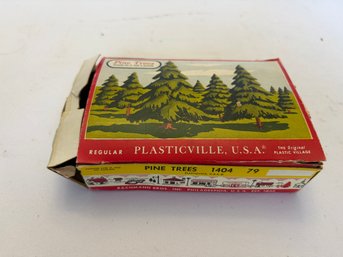 Pine Trees
REGULAR PLASTICVILLE, U.S.A.® The Original PLASTIC VILLAGE
PINE TREES 1404 79
BACHMANN BROS. INC. PHILADELPHIA, U.S.A.